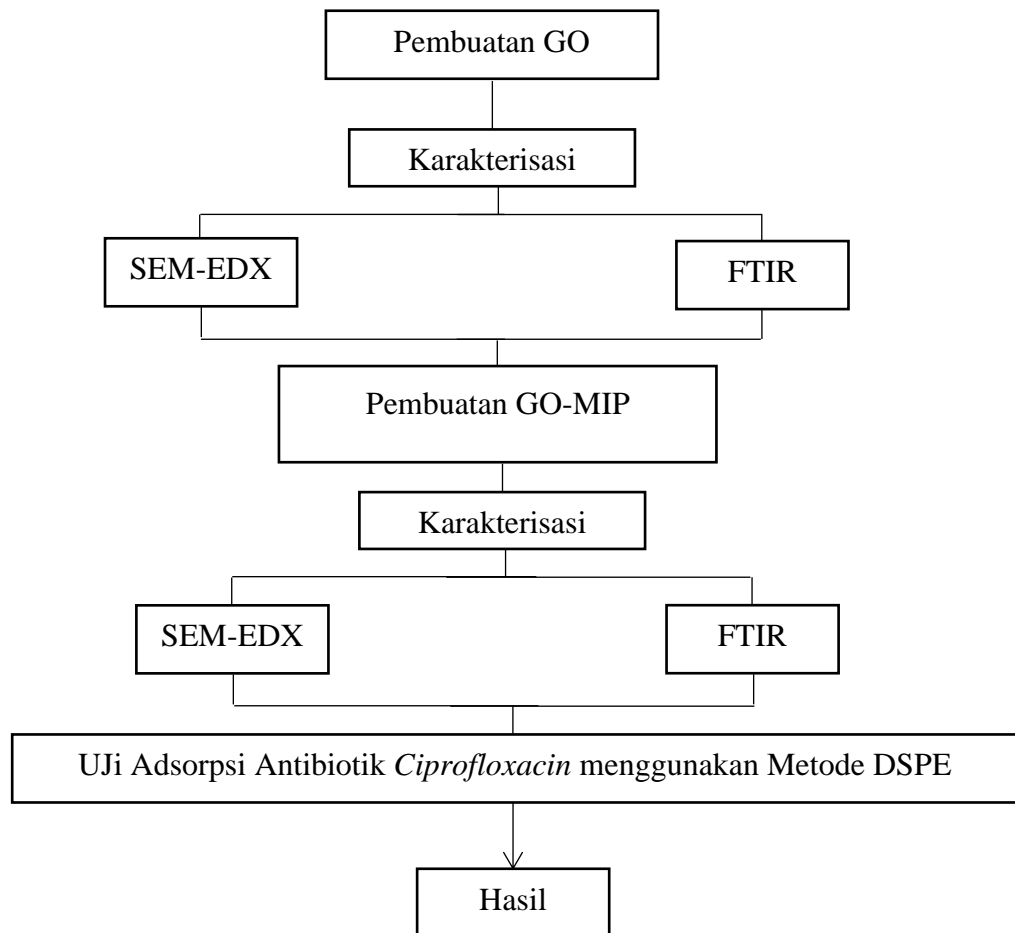 Pembuatan GO
Karakterisasi
SEM-EDX
FTIR
Pembuatan GO-MIP
Karakterisasi
SEM-EDX
FTIR
UJi Adsorpsi Antibiotik Ciprofloxacin menggunakan Metode DSPE
Hasil